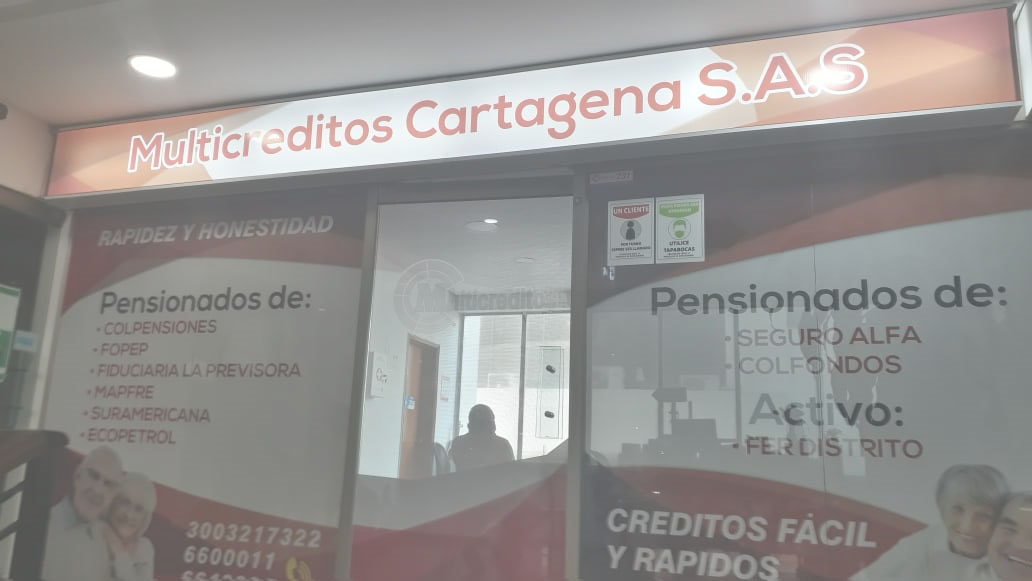 Multicreditos Cartagena S.A.S
RAPIDEZ Y HONESTIDAD
Pensionados de:
• COLPENSIONES
• FOPEP
• FIDUCIARIA LA PREVISORA
• MAPFRE
• SURAMERICANA
• ECOPETROL
3003217322
6600011
Multicreditos
UN CLIENTE
UTILICE
TAPABOCAS
Pensionados de:
• SEGURO ALFA
• COLFONDOS
Activo:
• FER DISTRITO
CREDITOS FÁCIL
Y RAPIDOS